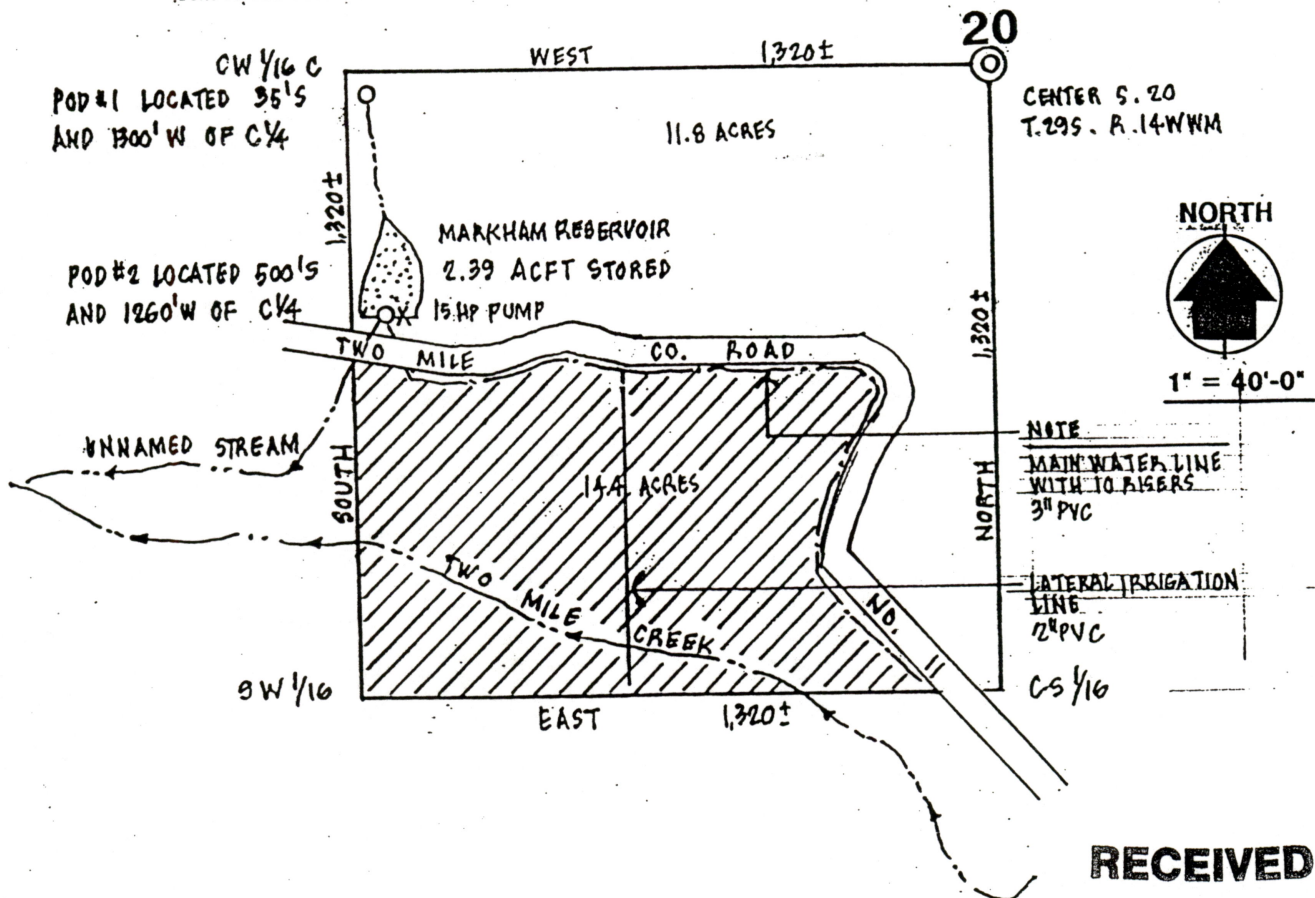 20
WEST 1,320±
CW 1/16 C
POD #1 LOCATED 35'S
AND 1300' W OF C1/4
CENTER S. 20
T.29S. R.14WWM
11.8 ACRES
1,320±
NORTH
MARKHAM RESERVOIR
2.39 ACFT STORED
POD #2 LOCATED 500'S
AND 1260'W OF C1/4
15 HP PUMP
1,320±
TWO MILE CO. ROAD
1" = 40'-0"
NOTE
MAIN WATER LINE
WITH 10 RISERS
3" PVC
UNNAMED STREAM
SOUTH
14.4 ACRES
NORTH
TWO MILE CREEK
LATERAL IRRIGATION
LINE
2" PVC
NO. 11
SW 1/16
CS 1/16
EAST 1,320±
RECEIVED